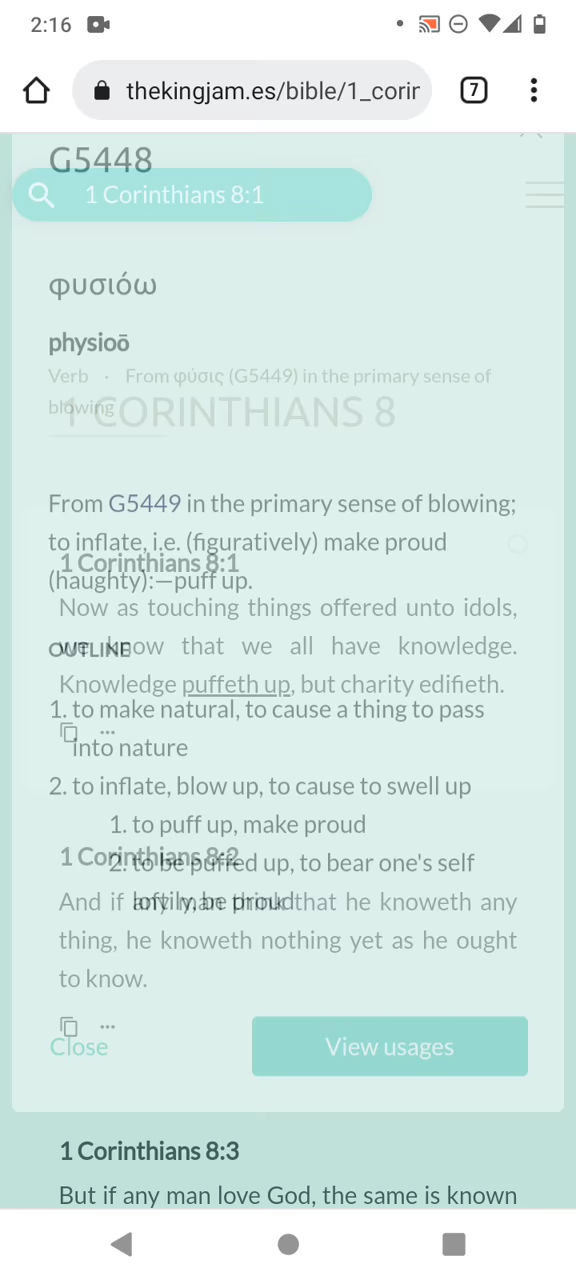 2:16
thekingjam.es/bible/1_corir
7
G5448
1 Corinthians 8:1
φυσιόω
physioō
Verb · From φύσις (G5449) in the primary sense of
blowing
1 CORINTHIANS 8
From G5449 in the primary sense of blowing;
to inflate, i.e. (figuratively) make proud
(haughty):—puff up.
1 Corinthians 8:1
Now as touching things offered unto idols,
we know that we all have knowledge.
Knowledge puffeth up, but charity edifieth.
OUTLINE
1. to make natural, to cause a thing to pass
into nature
2. to inflate, blow up, to cause to swell up
1. to puff up, make proud
2. to be puffed up, to bear one's self
loftily, be proud
1 Corinthians 8:2
And if any man think that he knoweth any
thing, he knoweth nothing yet as he ought
to know.
Close
View usages
1 Corinthians 8:3
But if any man love God, the same is known